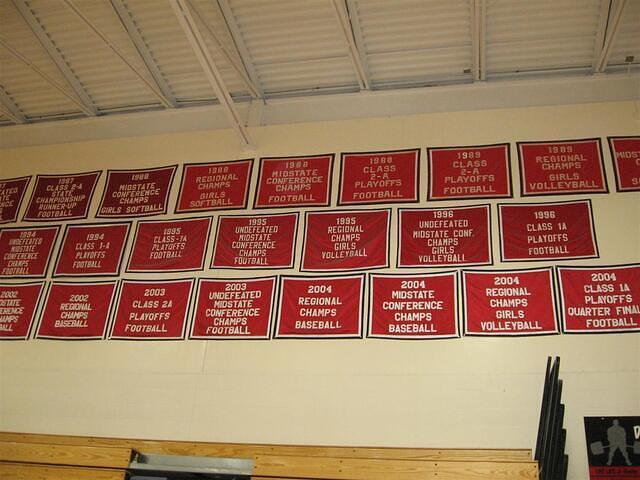 1987
CLASS 2-A
STATE
CHAMPIONSHIP
RUNNER-UP
FOOTBALL
1988
MIDSTATE
CONFERENCE
CHAMPS
GIRLS SOFTBALL
1988
REGIONAL
CHAMPS
GIRLS
SOFTBALL
1988
MIDSTATE
CONFERENCE
CHAMPS
FOOTBALL
1988
CLASS
2-A
PLAYOFFS
FOOTBALL
1989
CLASS
2-A
PLAYOFFS
FOOTBALL
1989
REGIONAL
CHAMPS
GIRLS
VOLLEYBALL
1994
UNDEFEATED
MIDSTATE
CONF.
CHAMPS
FOOTBALL
1994
CLASS 1-A
PLAYOFFS
FOOTBALL
1995
CLASS-1A
PLAYOFFS
FOOTBALL
1995
UNDEFEATED
MIDSTATE
CONFERENCE
CHAMPS
FOOTBALL
1995
REGIONAL
CHAMPS
GIRLS
VOLLEYBALL
1996
UNDEFEATED
MIDSTATE CONF.
CHAMPS
GIRLS
VOLLEYBALL
1996
CLASS 1A
PLAYOFFS
FOOTBALL
2002
CHAMPS
BALL
2002
REGIONAL
CHAMPS
BASEBALL
2003
CLASS 2A
PLAYOFFS
FOOTBALL
2003
UNDEFEATED
MIDSTATE
CONFERENCE
CHAMPS
FOOTBALL
2004
REGIONAL
CHAMPS
BASEBALL
2004
MIDSTATE
CONFERENCE
CHAMPS
BASEBALL
2004
REGIONAL
CHAMPS
GIRLS
VOLLEYBALL
2004
CLASS 1A
PLAYOFFS
QUARTER FINAL
FOOTBALL